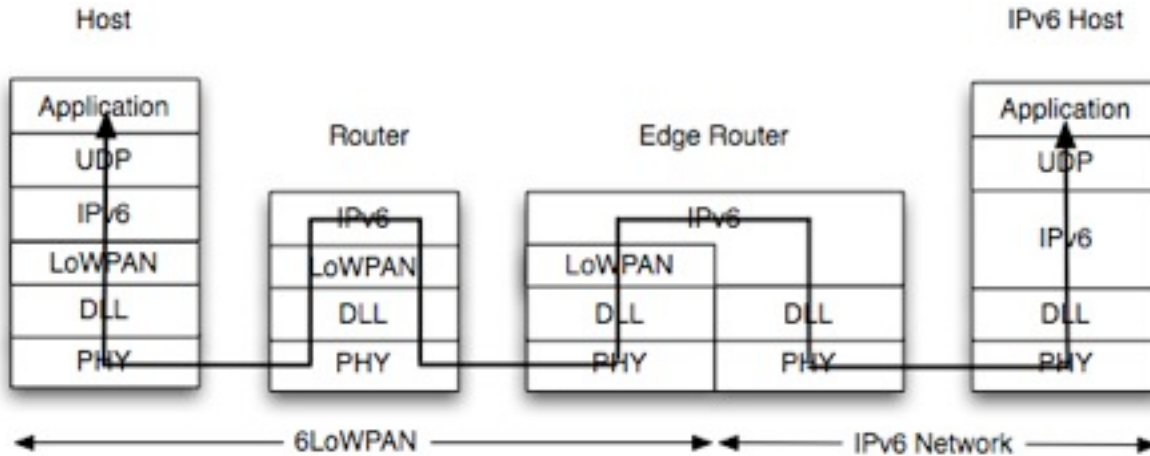 Host
Application
UDP
IPv6
LoWPAN
DLL
PHY
Router
IPv6
LoWPAN
DLL
PHY
Edge Router
IPv6
LoWPAN
DLL
PHY
DLL
PHY
IPv6 Host
Application
UDP
IPv6
DLL
PHY
6LoWPAN
IPv6 Network